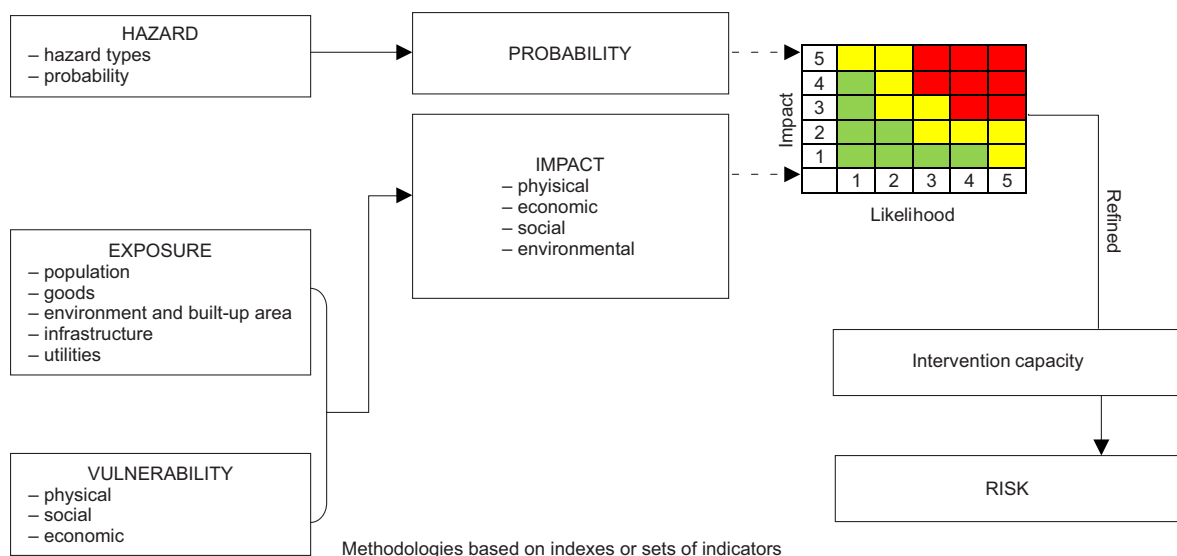 HAZARD
– hazard types
– probability
PROBABILITY
IMPACT
– phyisical
– economic
– social
– environmental
EXPOSURE
– population
– goods
– environment and built-up area
– infrastructure
– utilities
VULNERABILITY
– physical
– social
– economic
Impact
5
4
3
2
1
1 2 3 4 5
Likelihood
Refined
Intervention capacity
RISK
Methodologies based on indexes or sets of indicators